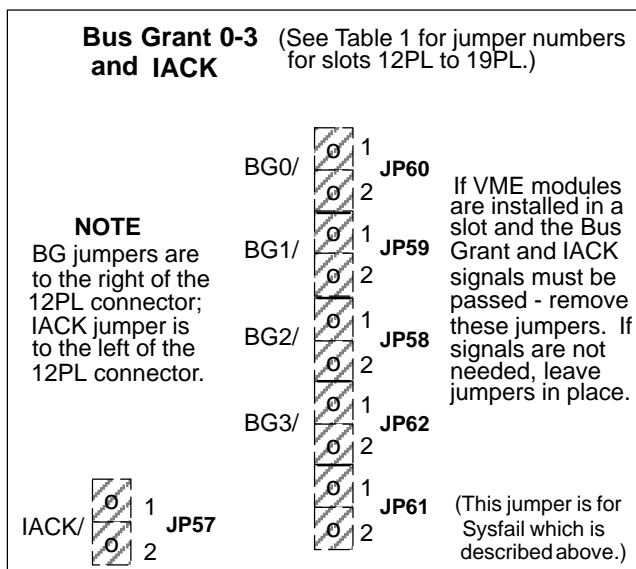 Bus Grant 0-3 (See Table 1 for jumper numbers
and IACK for slots 12PL to 19PL.)
NOTE
BG jumpers are
to the right of the
12PL connector;
IACK jumper is
to the left of the
12PL connector.
BG0/ o 1 JP60
o 2
BG1/ o 1 JP59
o 2
BG2/ o 1 JP58
o 2
BG3/ o 1 JP62
o 2
o 1 JP61
o 2
If VME modules
are installed in a
slot and the Bus
Grant and IACK
signals must be
passed - remove
these jumpers. If
signals are not
needed, leave
jumpers in place.
IACK/ o 1 JP57
o 2
(This jumper is for
Sysfail which is
described above.)